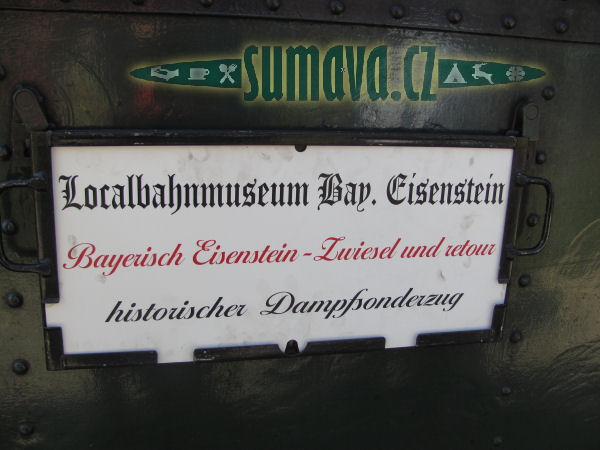 sumava.cz
Localbahnmuseum Bay. Eisenstein
Bayerisch Eisenstein - Zwiesel und retour
historischer Dampfsonderzug